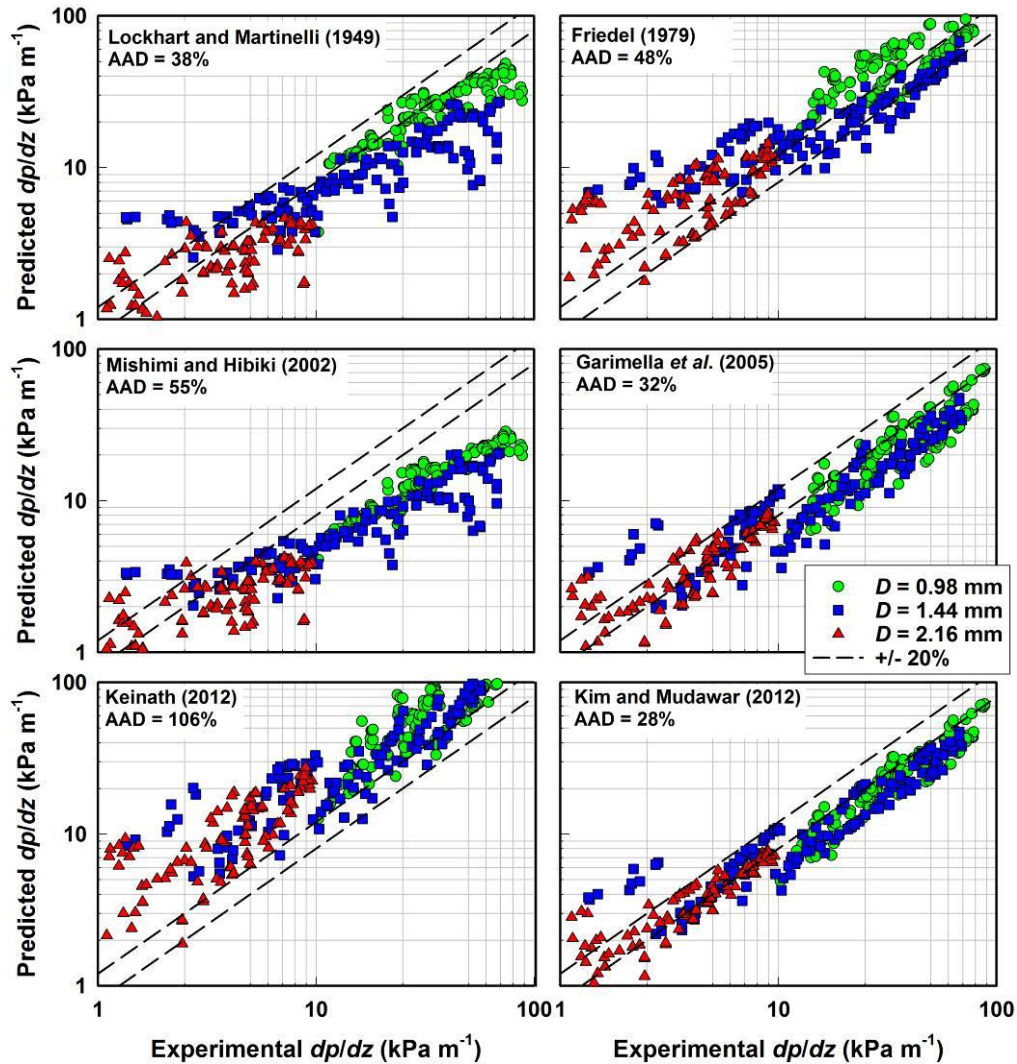 100
10
1
Predicted dp/dz (kPa m⁻¹)
Lockhart and Martinelli (1949)
AAD = 38%
Friedel (1979)
AAD = 48%
100
10
1
Predicted dp/dz (kPa m⁻¹)
Mishimi and Hibiki (2002)
AAD = 55%
Garimella et al. (2005)
AAD = 32%
D = 0.98 mm
D = 1.44 mm
D = 2.16 mm
+/- 20%
100
10
1
Predicted dp/dz (kPa m⁻¹)
Keinath (2012)
AAD = 106%
Kim and Mudawar (2012)
AAD = 28%
1 10 100
1 10 100
Experimental dp/dz (kPa m⁻¹)
Experimental dp/dz (kPa m⁻¹)